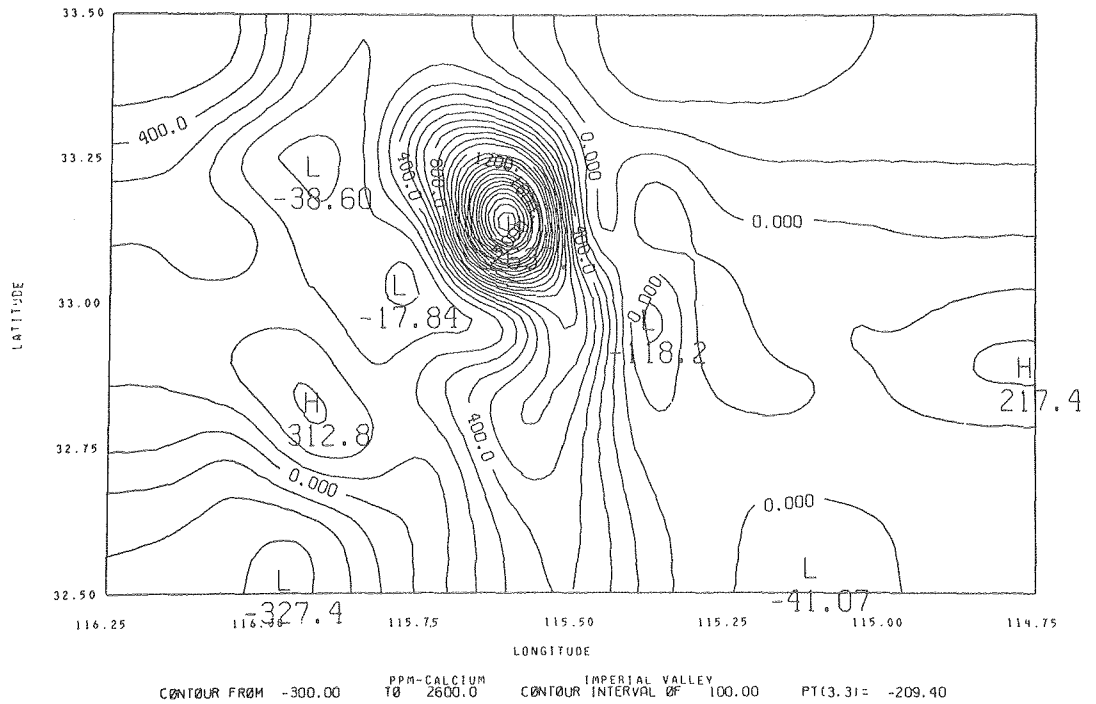 33.50
400.0
33.25
0.000
L
-38.60
400.0
800.0
1200.
0.000
33.00
L
-17.84
400.0
0.000
L
-118.2
LATITUDE
H
217.4
H
312.8
400.0
32.75
0.000
0.000
L
-327.4
L
-41.07
32.50
116.25 115.75 115.50 115.25 115.00 114.75
LONGITUDE
PPM-CALCIUM IMPERIAL VALLEY
CØNTØUR FRØM -300.00 TØ 2600.0 CØNTØUR INTERVAL ØF 100.00 PT(3.3)= -209.40